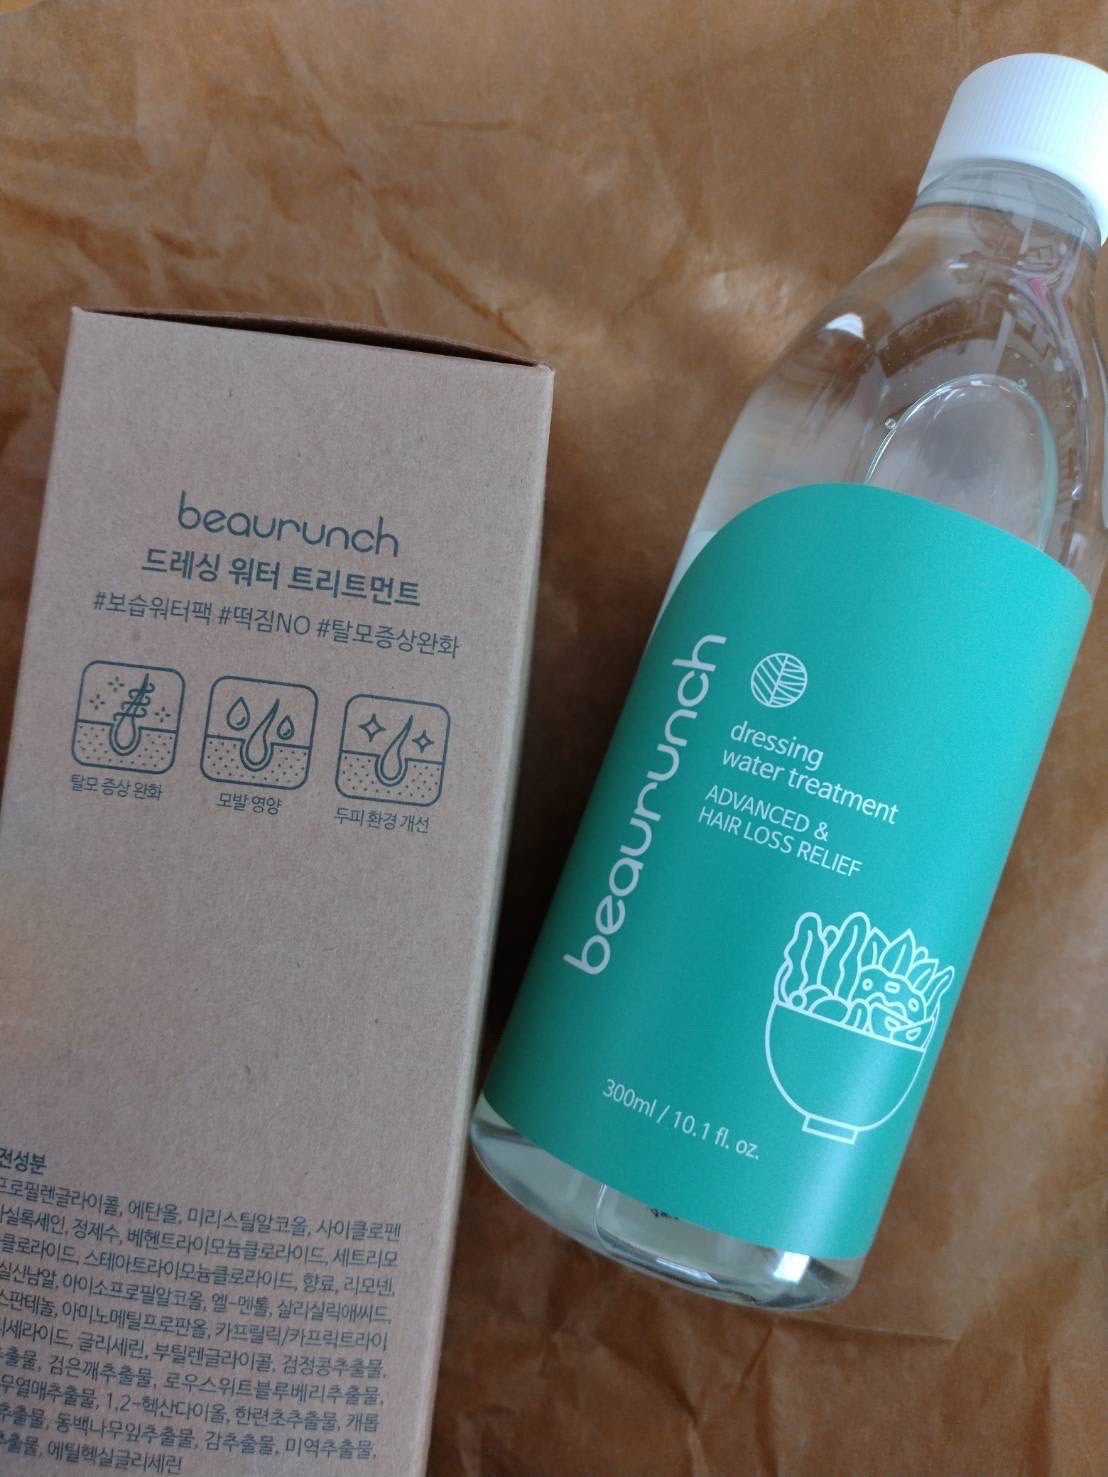 beaurunch
드레싱 워터 트리트먼트
#보습워터팩 #떡짐NO #탈모증상완화
탈모 증상 완화
모발 영양
두피 환경 개선
전성분
프로필렌글라이콜, 에탄올, 미리스틸알코올, 사이클로펜
실록세인, 정제수, 베헨트라이모늄클로라이드, 세트리모
클로라이드, 스테아트라이모늄클로라이드, 향료, 리모넨,
실신남알, 아이소프로필알코올, 엘-멘톨, 살리실릭애씨드,
스판테놀, 아미노메틸프로판올, 카프릴릭/카프릭트라이
세라이드, 글리세린, 부틸렌글라이콜, 검정콩추출물,
추출물, 검은깨추출물, 로우스위트블루베리추출물,
무열매추출물, 1,2-헥산다이올, 한련초추출물, 캐롭
추출물, 동백나무잎추출물, 감추출물, 미역추출물,
추출물, 에틸헥실글리세린
beaurunch
dressing
water treatment
ADVANCED &
HAIR LOSS RELIEF
300ml / 10.1 fl. oz.